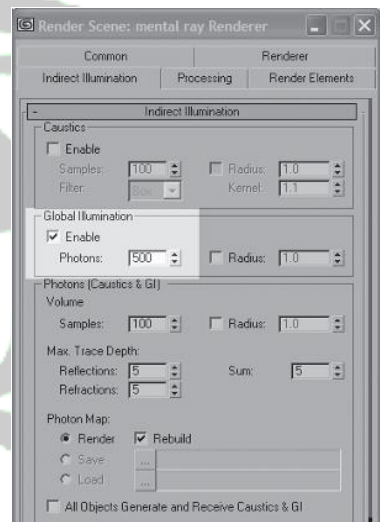 Render Scene: mental ray Renderer
Common Renderer
Indirect Illumination Processing Render Elements
- Indirect Illumination
Caustics
Enable
Samples: 100 Radius: 1.0
Filter: Box Kernel: 1.1
Global Illumination
Enable
Photons: 500 Radius: 1.0
Photons (Caustics & GI)
Volume
Samples: 100 Radius: 1.0
Max. Trace Depth:
Reflections: 5 Sum: 5
Refractions: 5
Photon Map:
Render Rebuild
Save ...
Load ...
All Objects Generate and Receive Caustics & GI